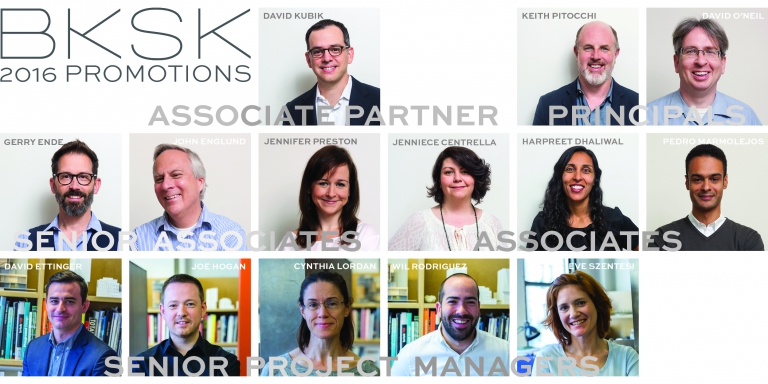 BKSK
2016 PROMOTIONS
DAVID KUBIK
KEITH PITOCCHI
DAVID O'NEIL
ASSOCIATE PARTNER
PRINCIPALS
GERRY ENDE
JOHN ENGLUND
JENNIFER PRESTON
JENNIECE CENTRELLA
HARPREET DHALIWAL
PEDRO MARMOLEJOS
SENIOR ASSOCIATES
ASSOCIATES
DAVID ETTINGER
JOE HOGAN
CYNTHIA LORDAN
WIL RODRIGUEZ
EVE SZENTESI
SENIOR PROJECT MANAGERS